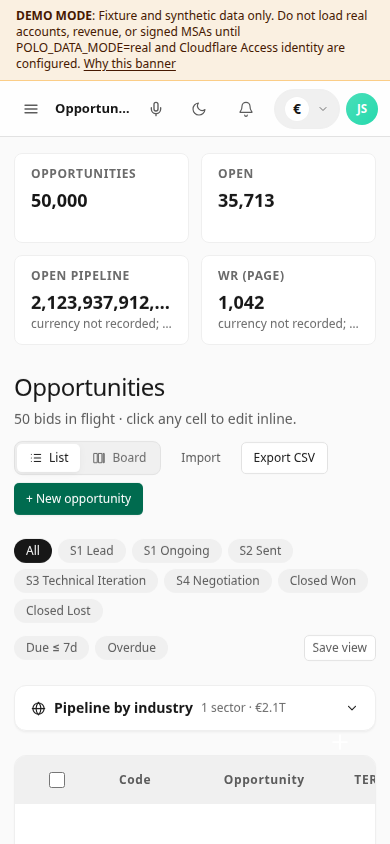 DEMO MODE: Fixture and synthetic data only. Do not load real
accounts, revenue, or signed MSAs until
POLO_DATA_MODE=real and Cloudflare Access identity are
configured. Why this banner
Opportun...
€
JS
OPPORTUNITIES
50,000
OPEN
35,713
OPEN PIPELINE
2,123,937,912,...
currency not recorded; ...
WR (PAGE)
1,042
currency not recorded; ...
Opportunities
50 bids in flight · click any cell to edit inline.
List
Board
Import
Export CSV
+ New opportunity
All
S1 Lead
S1 Ongoing
S2 Sent
S3 Technical Iteration
S4 Negotiation
Closed Won
Closed Lost
Due ≤ 7d
Overdue
Save view
Pipeline by industry
1 sector · €2.1T
Code
Opportunity
TER